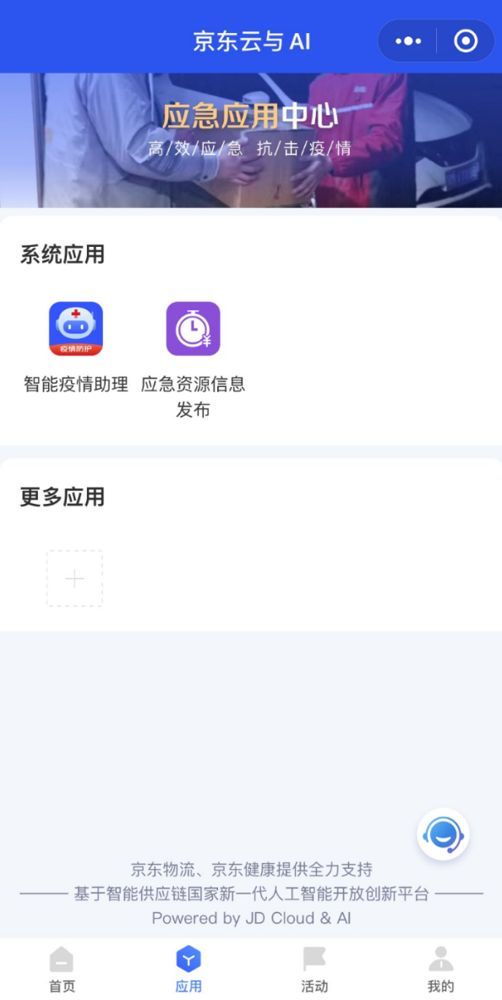 京东云与 AI
应急应用中心
高/效/应/急 抗/击/疫/情
系统应用
疫情防护
智能疫情助理
应急资源信息
发布
更多应用
京东物流、京东健康提供全力支持
基于智能供应链国家新一代人工智能开放创新平台
Powered by JD Cloud & AI
首页
应用
活动
我的